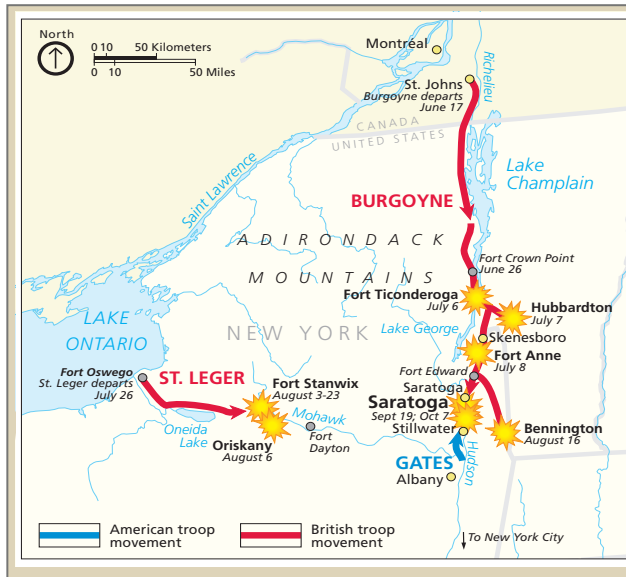 North
0 10 50 Kilometers
0 10 50 Miles
Montréal
Richelieu
St. Johns
Burgoyne departs
June 17
CANADA
UNITED STATES
Saint Lawrence
Lake
Champlain
BURGOYNE
ADIRONDACK
MOUNTAINS
Fort Crown Point
June 26
Fort Ticonderoga
July 6
Hubbardton
July 7
LAKE
ONTARIO
NEW YORK
Lake George
Skenesboro
Fort Anne
July 8
Fort Oswego
St. Leger departs
July 26
ST. LEGER
Fort Stanwix
August 3-23
Fort Edward
Saratoga
Saratoga
Sept 19; Oct 7
Stillwater
Mohawk
Oneida
Lake
Oriskany
August 6
Fort
Dayton
Bennington
August 16
GATES
Hudson
Albany
American troop
movement
British troop
movement
To New York City